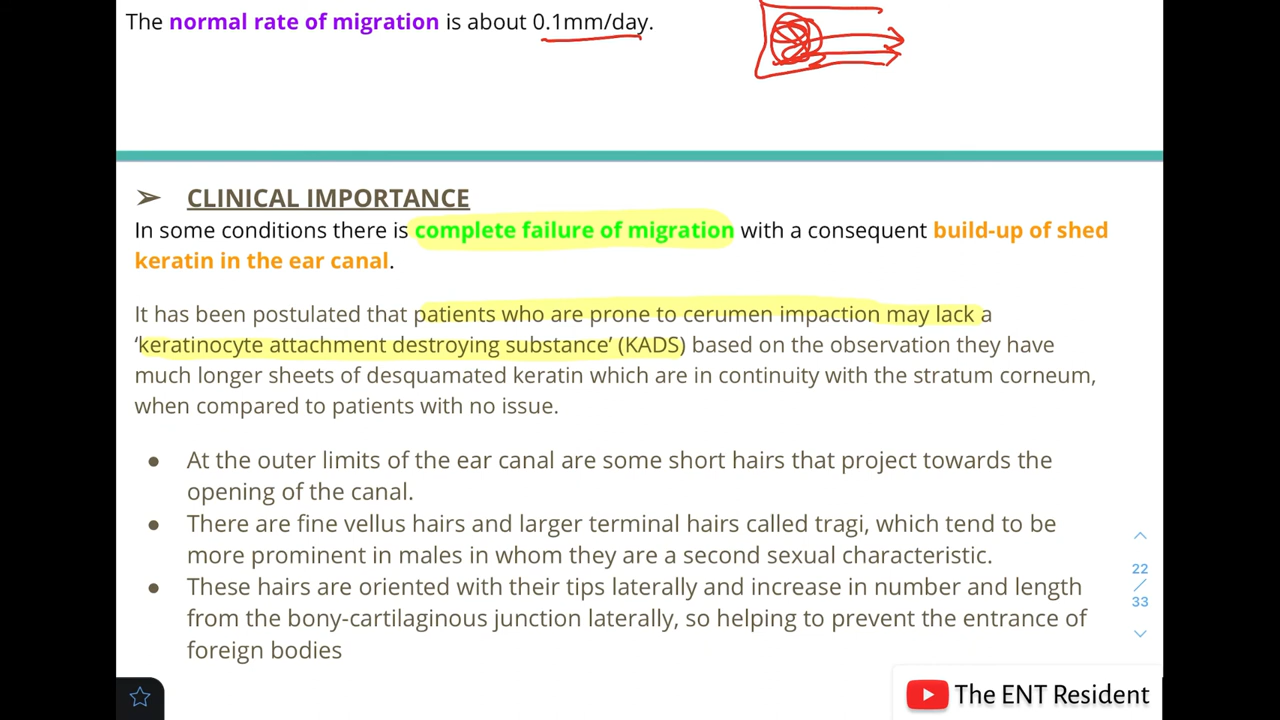 The normal rate of migration is about 0.1mm/day.
➢ CLINICAL IMPORTANCE
In some conditions there is complete failure of migration with a consequent build-up of shed
keratin in the ear canal.
It has been postulated that patients who are prone to cerumen impaction may lack a
‘keratinocyte attachment destroying substance’ (KADS) based on the observation they have
much longer sheets of desquamated keratin which are in continuity with the stratum corneum,
when compared to patients with no issue.
● At the outer limits of the ear canal are some short hairs that project towards the
opening of the canal.
● There are fine vellus hairs and larger terminal hairs called tragi, which tend to be
more prominent in males in whom they are a second sexual characteristic.
● These hairs are oriented with their tips laterally and increase in number and length
from the bony-cartilaginous junction laterally, so helping to prevent the entrance of
foreign bodies
22
/
33
The ENT Resident